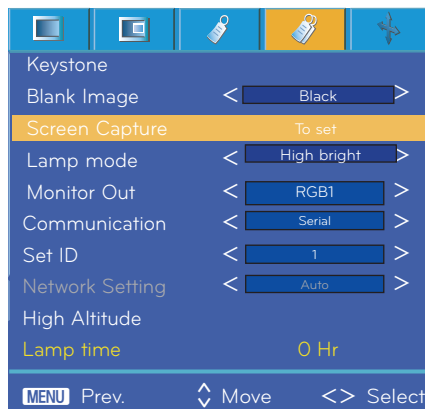 Keystone
Blank Image < Black >
Screen Capture To set
Lamp mode < High bright >
Monitor Out < RGB1 >
Communication < Serial >
Set ID < 1 >
Network Setting < Auto >
High Altitude
Lamp time 0 Hr
MENU Prev. Move <> Select